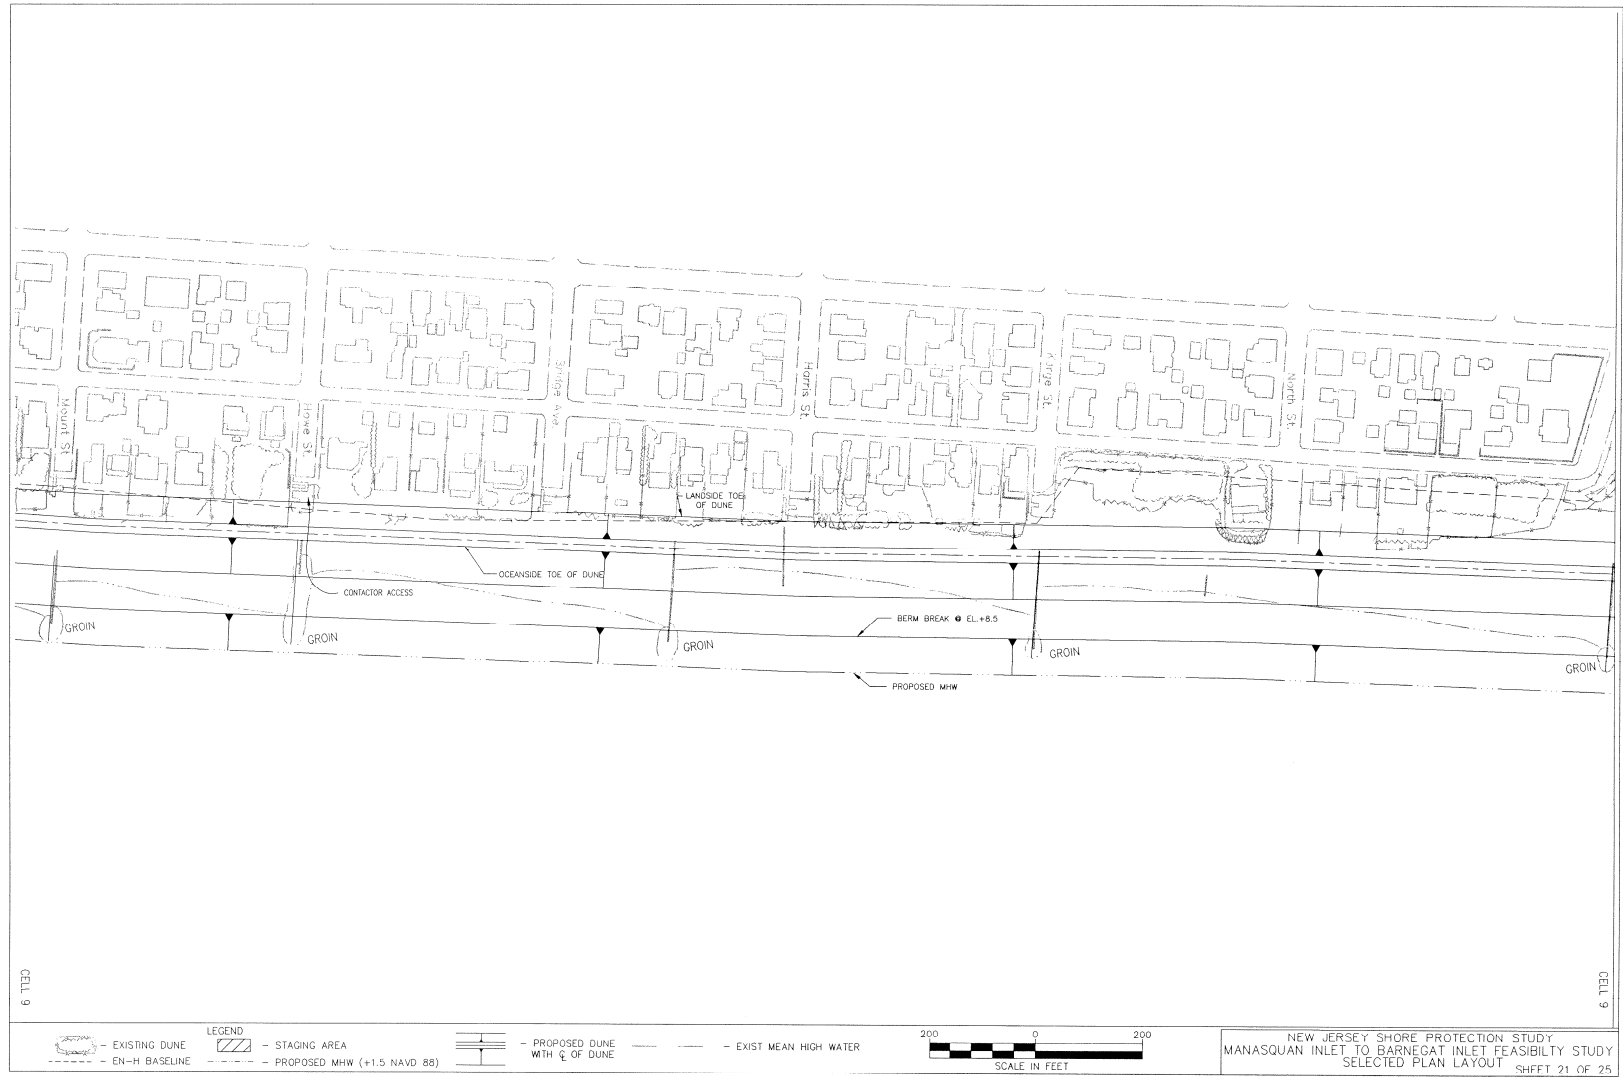 Mount St.
Howe St.
Harris St.
North St.
LANDSIDE TOE
OF DUNE
OCEANSIDE TOE OF DUNE
CONTACTOR ACCESS
BERM BREAK @ EL.+8.5
GROIN
GROIN
GROIN
GROIN
GROIN
PROPOSED MHW
CELL 9
CELL 9
LEGEND
- EXISTING DUNE
- STAGING AREA
- PROPOSED DUNE
WITH ℄ OF DUNE
- EXIST MEAN HIGH WATER
- EN-H BASELINE
- PROPOSED MHW (+1.5 NAVD 88)
200 0 200
SCALE IN FEET
NEW JERSEY SHORE PROTECTION STUDY
MANASQUAN INLET TO BARNEGAT INLET FEASIBILTY STUDY
SELECTED PLAN LAYOUT
SHEET 21 OF 25